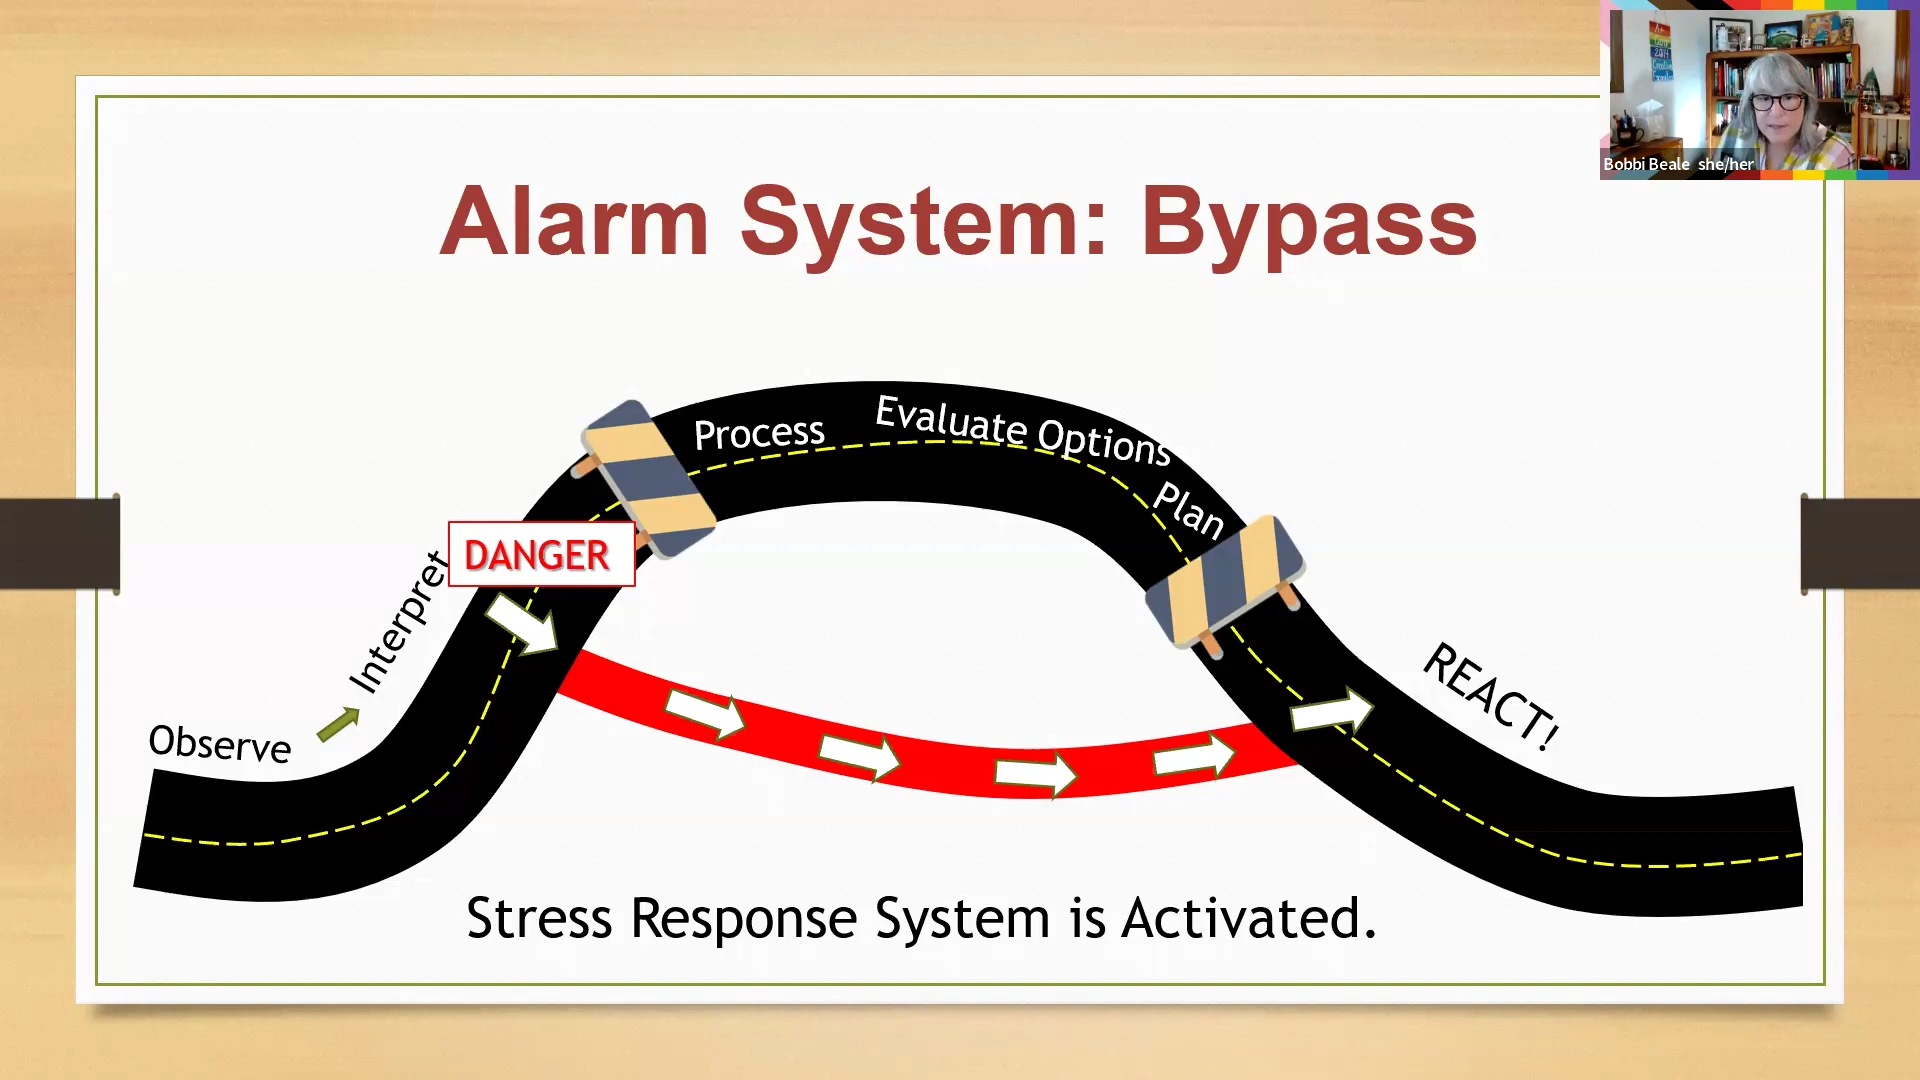 Bobbi Beale she/her
Alarm System: Bypass
Process
Evaluate Options
Plan
DANGER
Interpret
Observe
REACT!
Stress Response System is Activated.